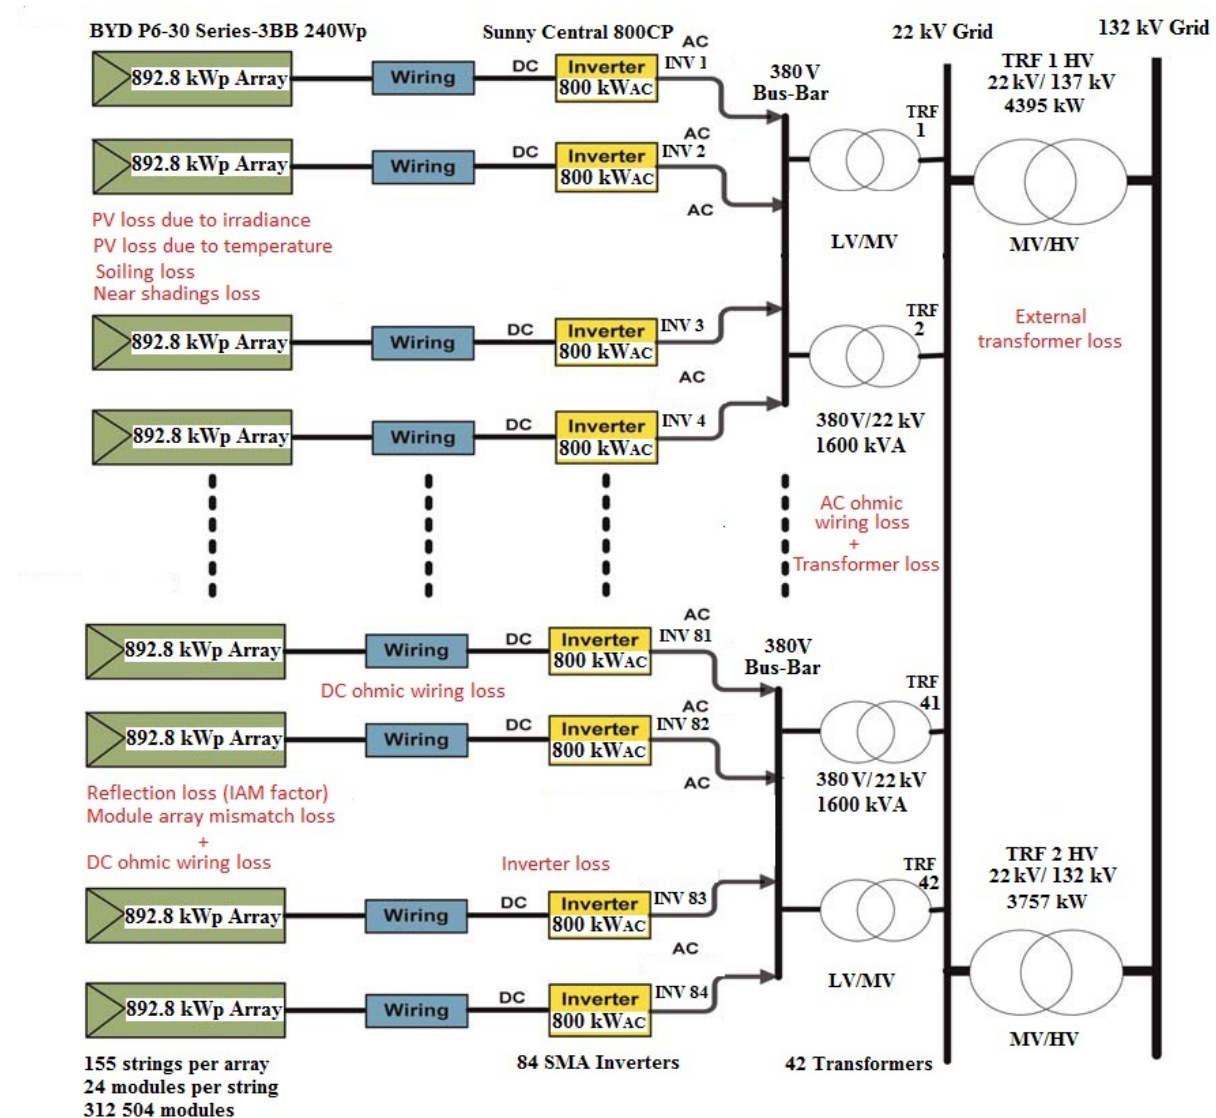 BYD P6-30 Series-3BB 240Wp
Sunny Central 800CP
22 kV Grid
132 kV Grid
892.8 kWp Array
Wiring
DC
Inverter
800 kWAC
AC
INV 1
380 V
Bus-Bar
TRF
1
TRF 1 HV
22 kV/ 137 kV
4395 kW
892.8 kWp Array
Wiring
DC
Inverter
800 kWAC
AC
INV 2
AC
LV/MV
MV/HV
PV loss due to irradiance
PV loss due to temperature
Soiling loss
Near shadings loss
892.8 kWp Array
Wiring
DC
Inverter
800 kWAC
INV 3
AC
TRF
2
External
transformer loss
892.8 kWp Array
Wiring
DC
Inverter
800 kWAC
INV 4
380 V/22 kV
1600 kVA
AC ohmic
wiring loss
+
Transformer loss
892.8 kWp Array
Wiring
DC
Inverter
800 kWAC
AC
INV 81
380V
Bus-Bar
TRF
41
DC ohmic wiring loss
892.8 kWp Array
Wiring
DC
Inverter
800 kWAC
AC
INV 82
AC
380 V/22 kV
1600 kVA
Reflection loss (IAM factor)
Module array mismatch loss
+
DC ohmic wiring loss
Inverter loss
TRF
42
TRF 2 HV
22 kV/ 132 kV
3757 kW
892.8 kWp Array
Wiring
DC
Inverter
800 kWAC
INV 83
AC
LV/MV
892.8 kWp Array
Wiring
DC
Inverter
800 kWAC
INV 84
MV/HV
155 strings per array
24 modules per string
312 504 modules
84 SMA Inverters
42 Transformers